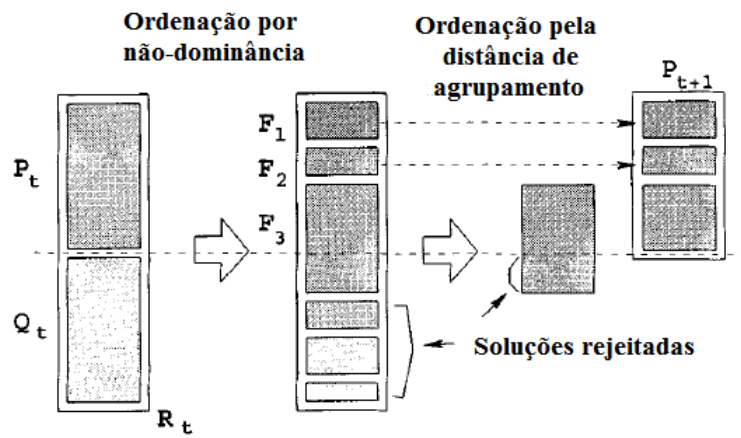 Ordenação por
não-dominância
Ordenação pela
distância de
agrupamento
P t+1
P t
F 1
F 2
F 3
Q t
Soluções rejeitadas
R t